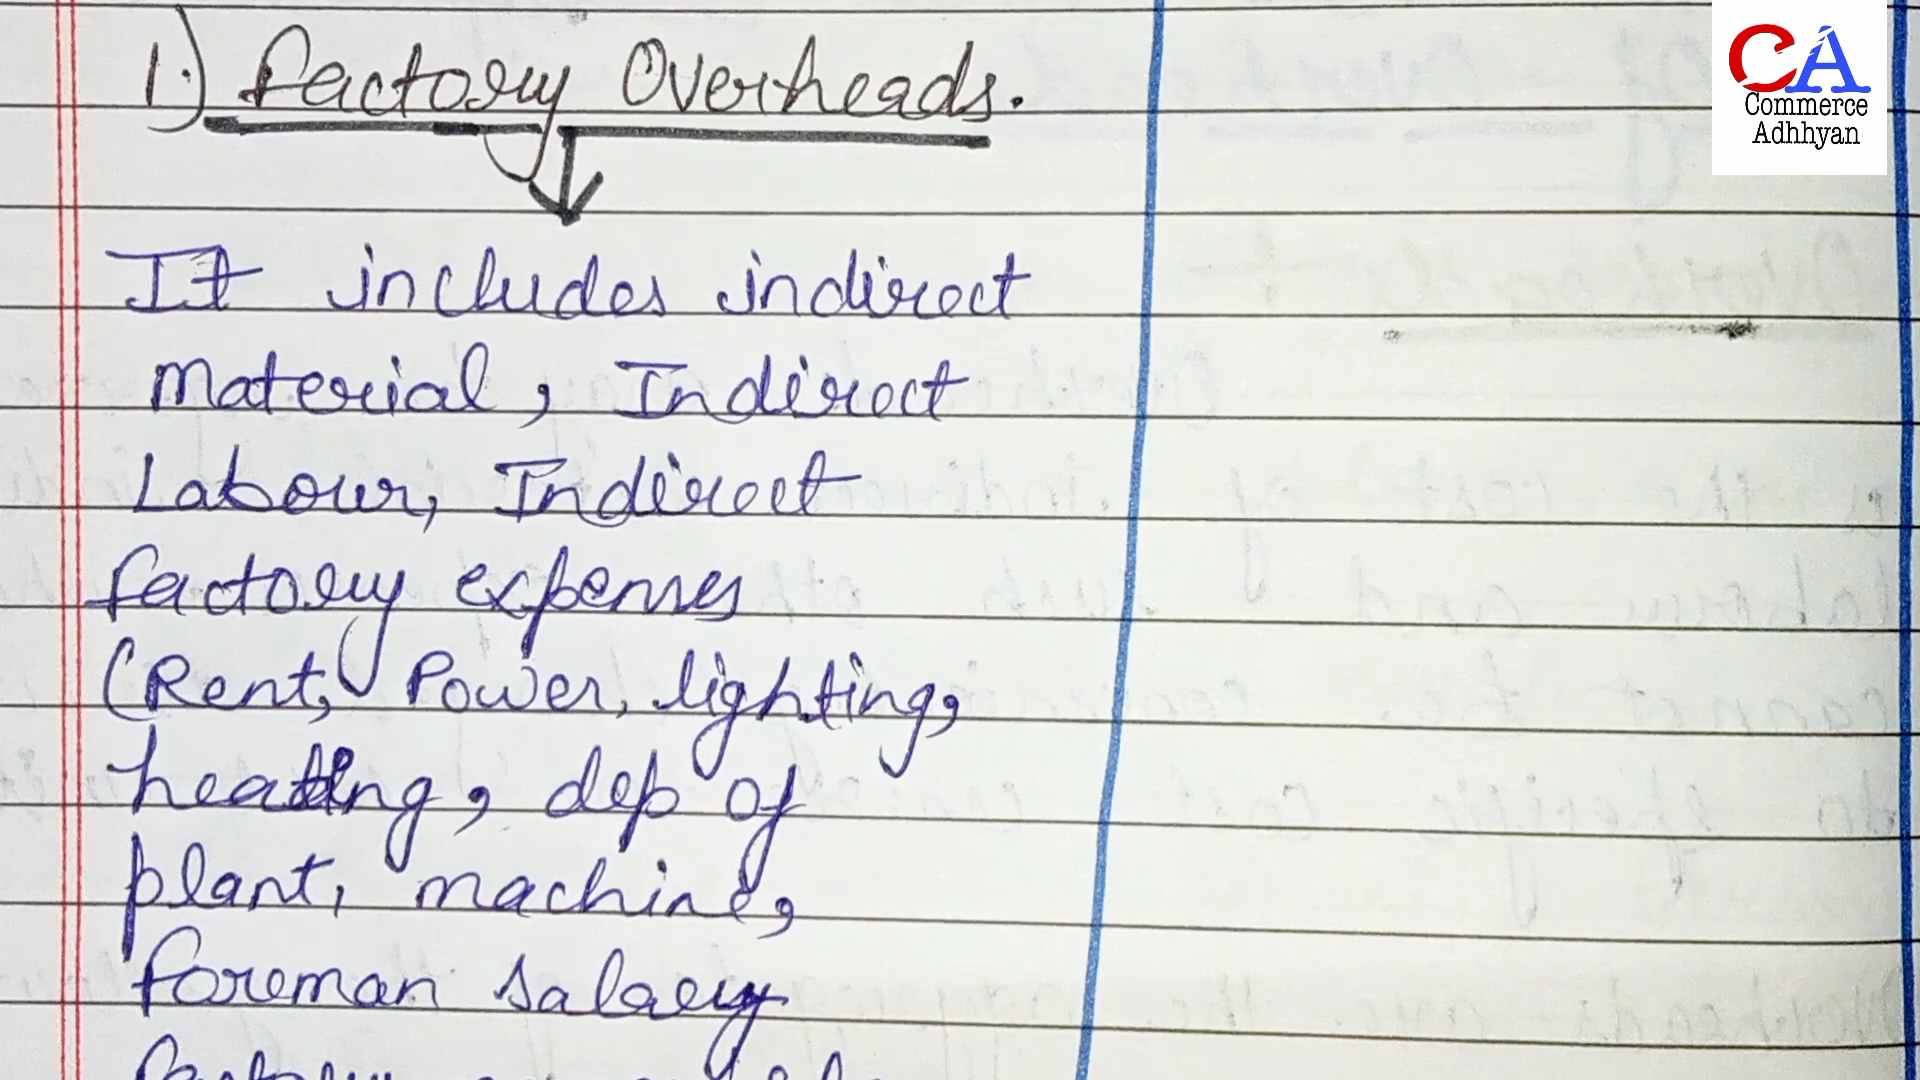 1.) Factory Overheads.
CA
Commerce
Adhhyan
It includes indirect
Material, Indirect
Labour, Indirect
factory expenses
(Rent, Power, lighting,
heating, dep of
plant, machine,
foreman salary